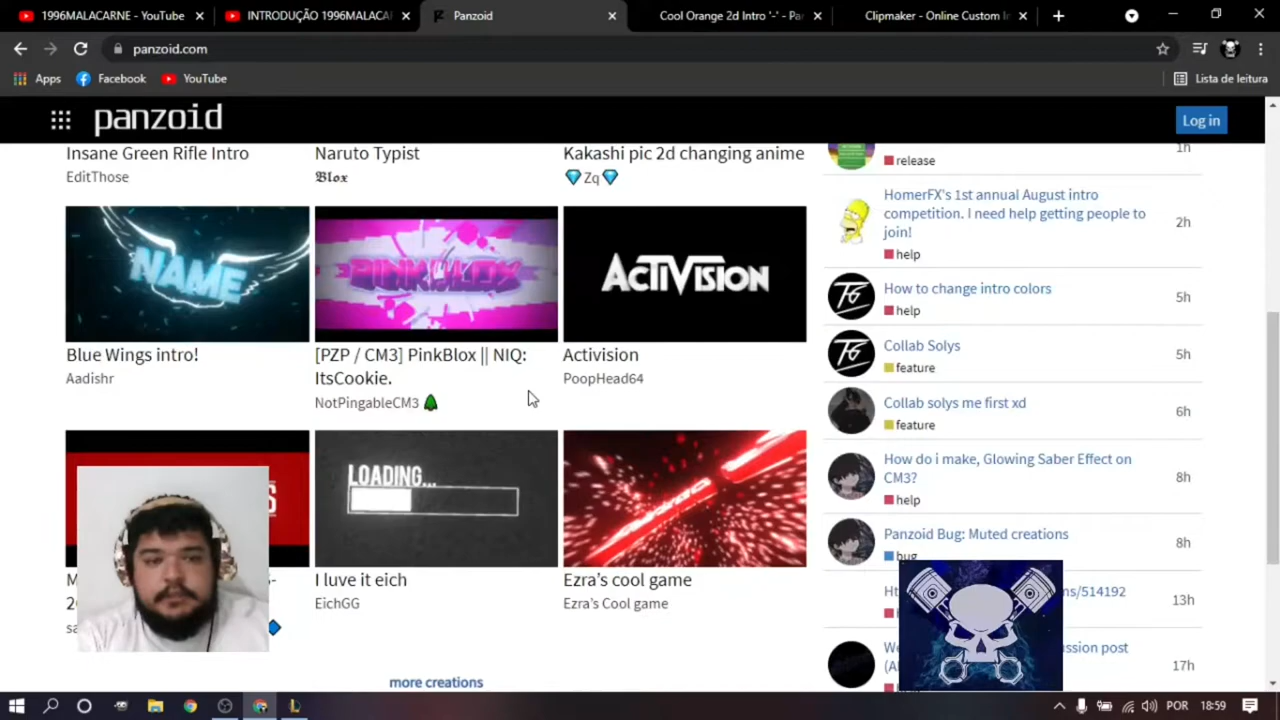 1996MALACARNE - YouTube
INTRODUÇÃO 1996MALACAR
Panzoid
Cool Orange 2d Intro '-' - Pa
Clipmaker - Online Custom In
panzoid.com
Apps
Facebook
YouTube
Lista de leitura
panzoid
Log in
Insane Green Rifle Intro
EditThose
Naruto Typist
Blox
Kakashi pic 2d changing anime
Zq
NAME
Blue Wings intro!
Aadishr
PINKBLOX
[PZP / CM3] PinkBlox || NIQ:
ItsCookie.
NotPingableCM3
ACTIVISION
Activision
PoopHead64
LOADING...
I luve it eich
EichGG
Ezra's cool game
Ezra's Cool game
more creations
release
1h
HomerFX's 1st annual August intro
competition. I need help getting people to
join!
help
2h
How to change intro colors
help
5h
Collab Solys
feature
5h
Collab solys me first xd
feature
6h
How do i make, Glowing Saber Effect on
CM3?
help
8h
Panzoid Bug: Muted creations
bug
8h
ms/514192
13h
ssion post
17h
POR
18:59